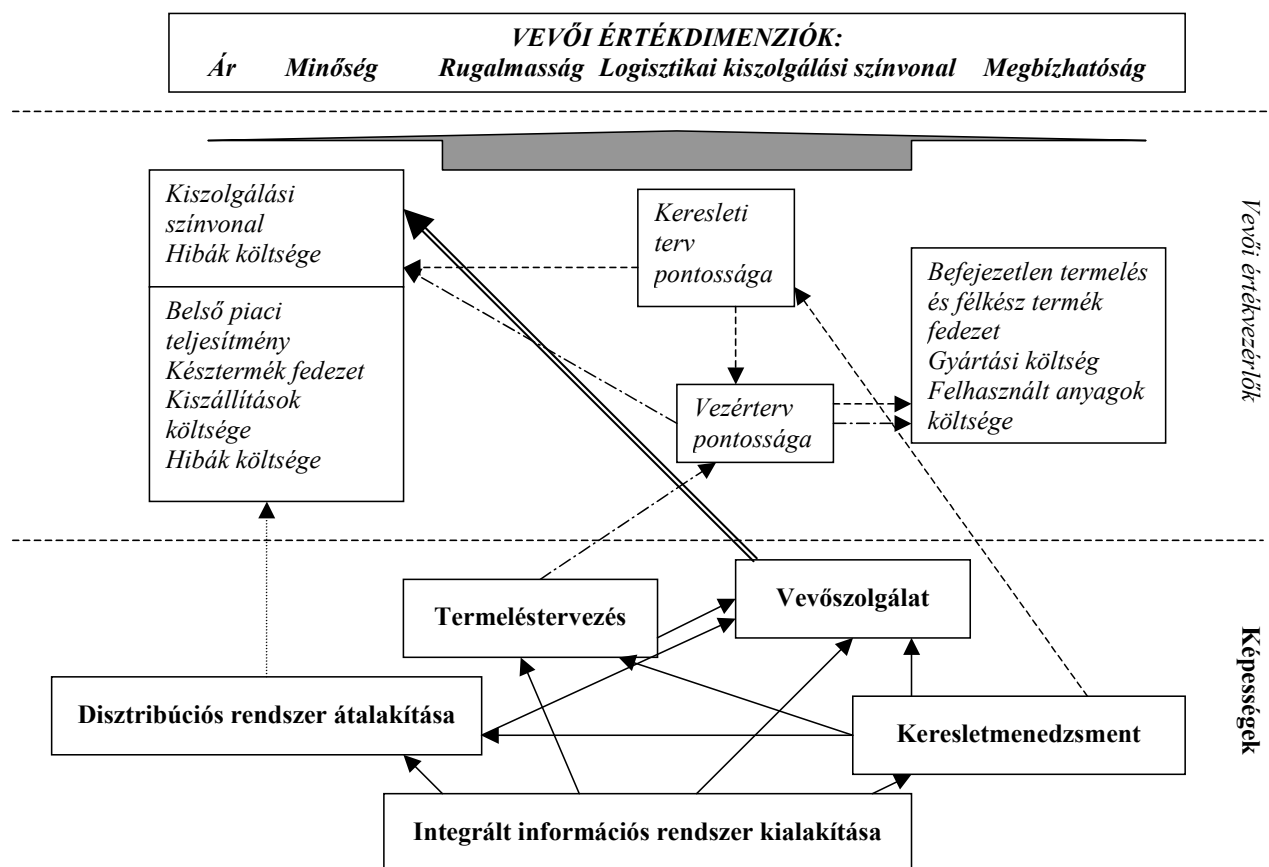 VEVŐI ÉRTÉKDIMENZIÓK:
Ár Minőség Rugalmasság Logisztikai kiszolgálási színvonal Megbízhatóság
Kiszolgálási
színvonal
Hibák költsége
Belső piaci
teljesítmény
Késztermék fedezet
Kiszállítások
költsége
Hibák költsége
Keresleti
terv
pontossága
Vezérterv
pontossága
Befejezetlen termelés
és félkész termék
fedezet
Gyártási költség
Felhasznált anyagok
költsége
Vevői értékvezérlők
Termeléstervezés
Vevőszolgálat
Disztribúciós rendszer átalakítása
Keresletmenedzsment
Integrált információs rendszer kialakítása
Képességek